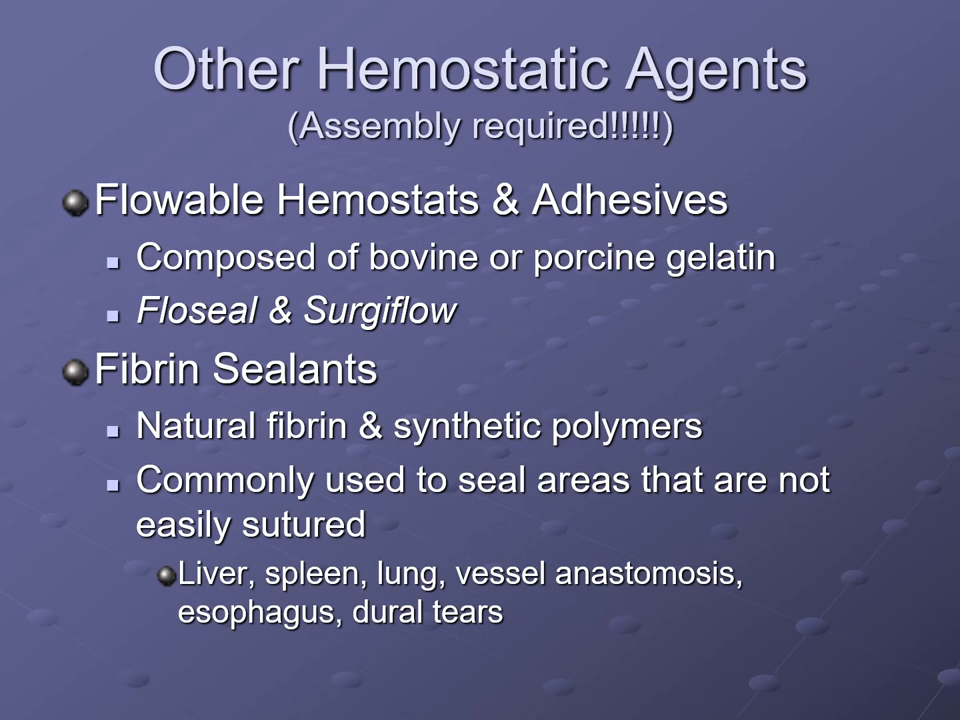 Other Hemostatic Agents
(Assembly required!!!!!)
Flowable Hemostats & Adhesives
Composed of bovine or porcine gelatin
Floseal & Surgiflow
Fibrin Sealants
Natural fibrin & synthetic polymers
Commonly used to seal areas that are not
easily sutured
Liver, spleen, lung, vessel anastomosis,
esophagus, dural tears